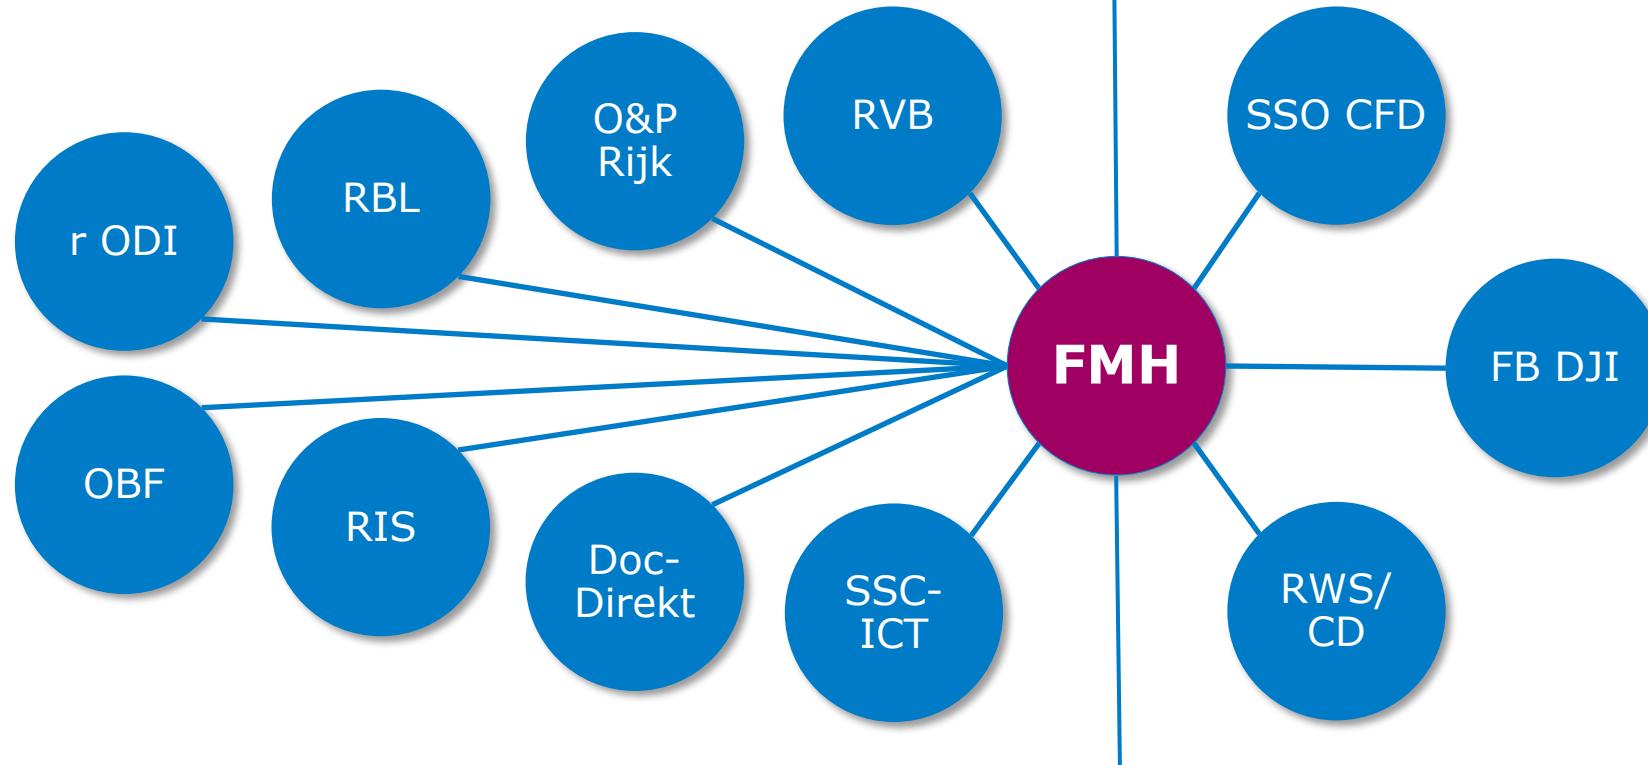 RVB
SSO CFD
O&P
Rijk
RBL
r ODI
FMH
FB DJI
OBF
RIS
Doc-
Direkt
SSC-
ICT
RWS/
CD